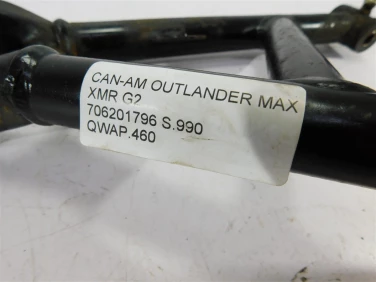 CAN-AM OUTLANDER MAX
XMR G2
706201796 S.990
QWAP.460